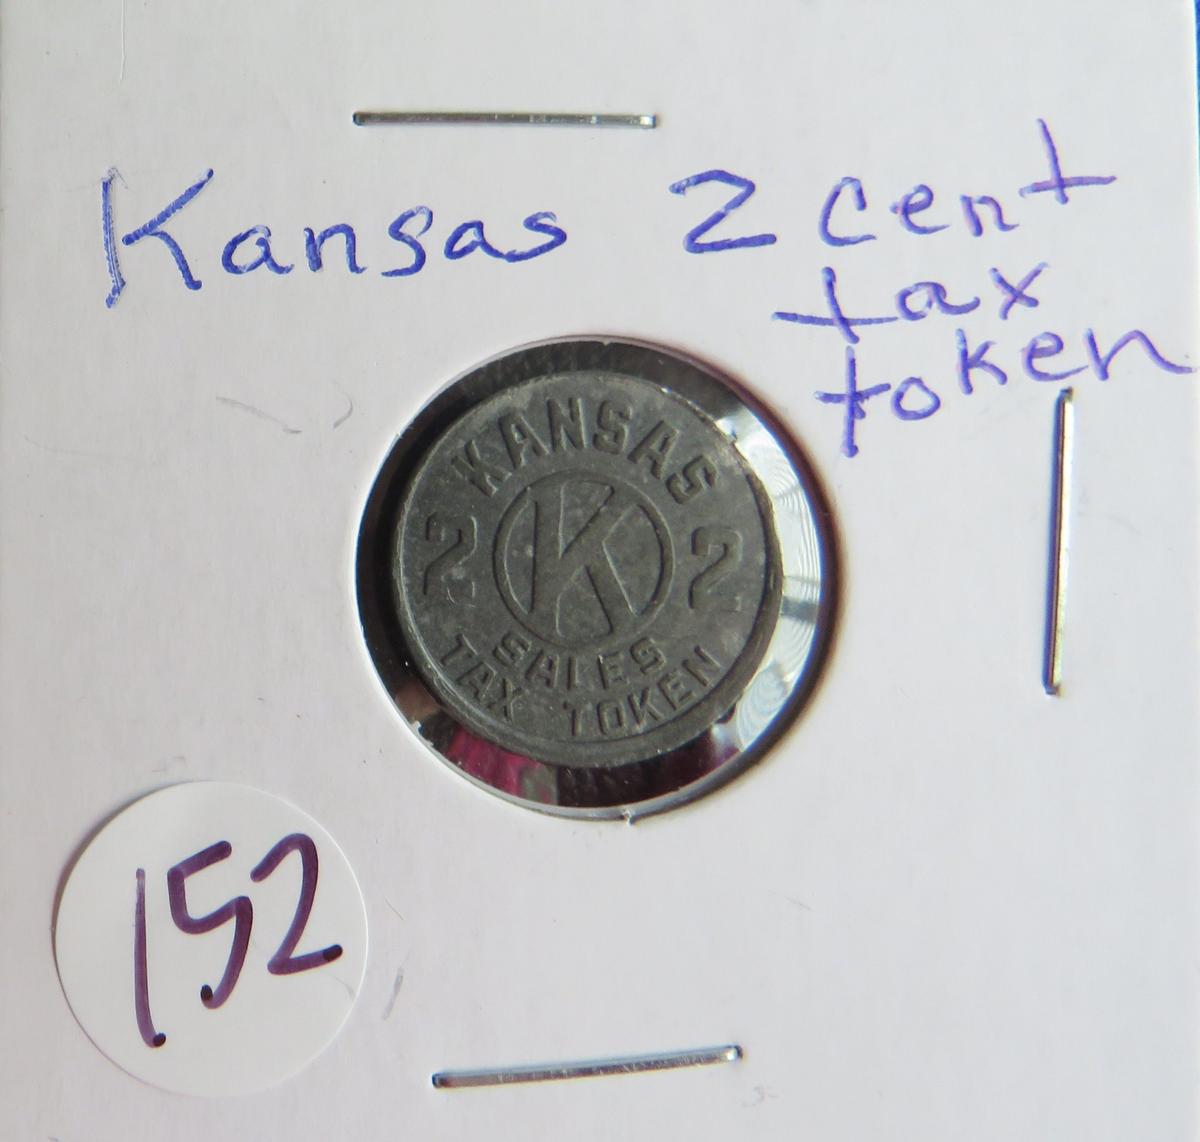 Kansas 2 cent
tax
token
KANSAS
2 K 2
SALES
TAX TOKEN
152